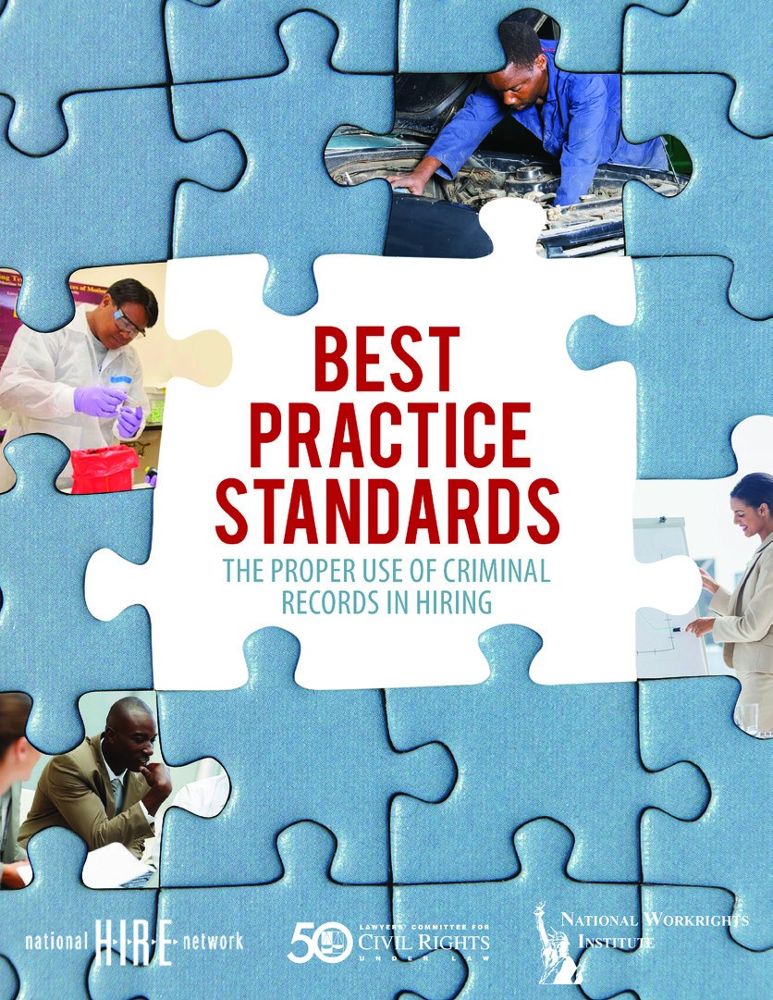 BEST
PRACTICE
STANDARDS
THE PROPER USE OF CRIMINAL
RECORDS IN HIRING
national H·I·R·E network
50 LAWYERS' COMMITTEE FOR
CIVIL RIGHTS
UNDER LAW
NATIONAL WORKRIGHTS
INSTITUTE